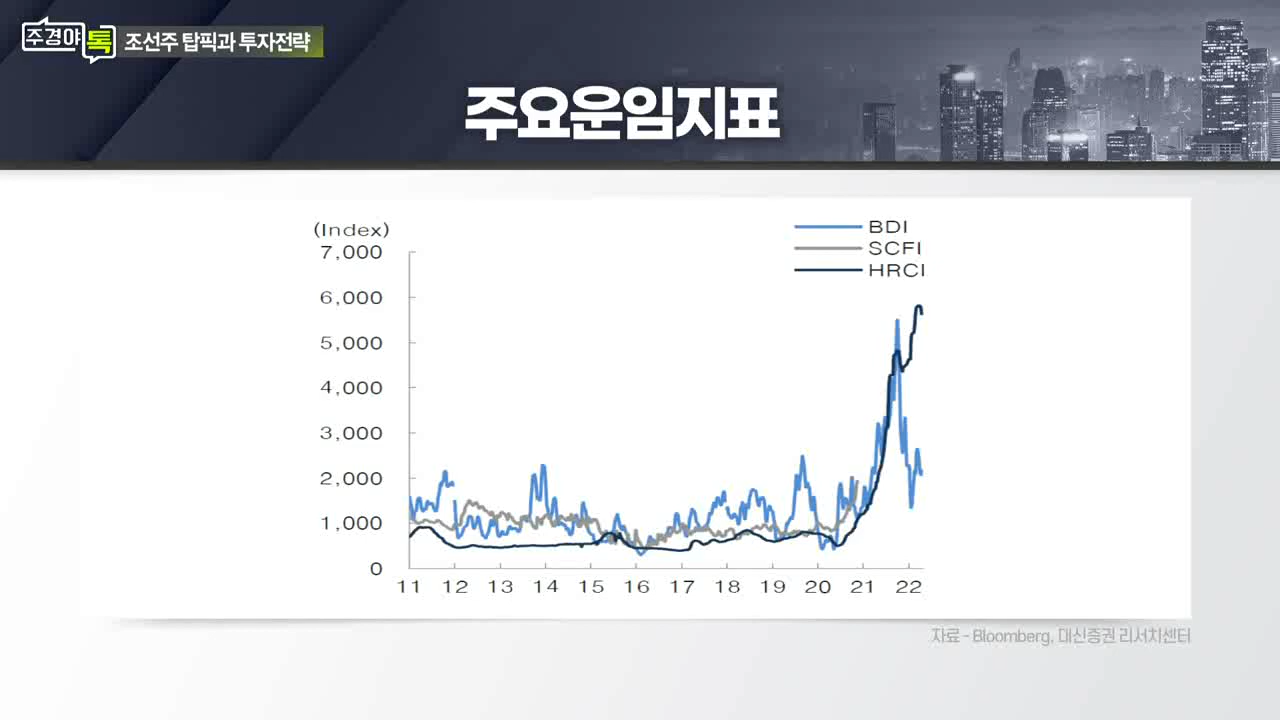 주경야톡 조선주 탑픽과 투자전략
주요운임지표
(Index)
BDI
SCFI
HRCI
7,000
6,000
5,000
4,000
3,000
2,000
1,000
0
11 12 13 14 15 16 17 18 19 20 21 22
자료 - Bloomberg, 대신증권 리서치센터